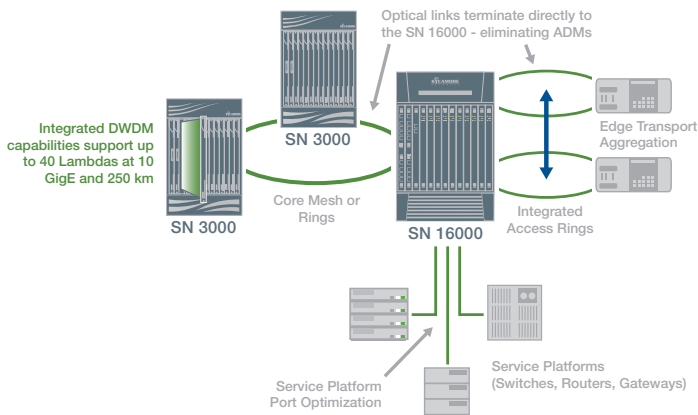 Optical links terminate directly to
the SN 16000 - eliminating ADMs
SYCAMORE
SN 3000
Integrated DWDM
capabilities support up
to 40 Lambdas at 10
GigE and 250 km
Edge Transport
Aggregation
Core Mesh or
Rings
SN 3000
SN 16000
Integrated
Access Rings
Service Platform
Port Optimization
Service Platforms
(Switches, Routers, Gateways)